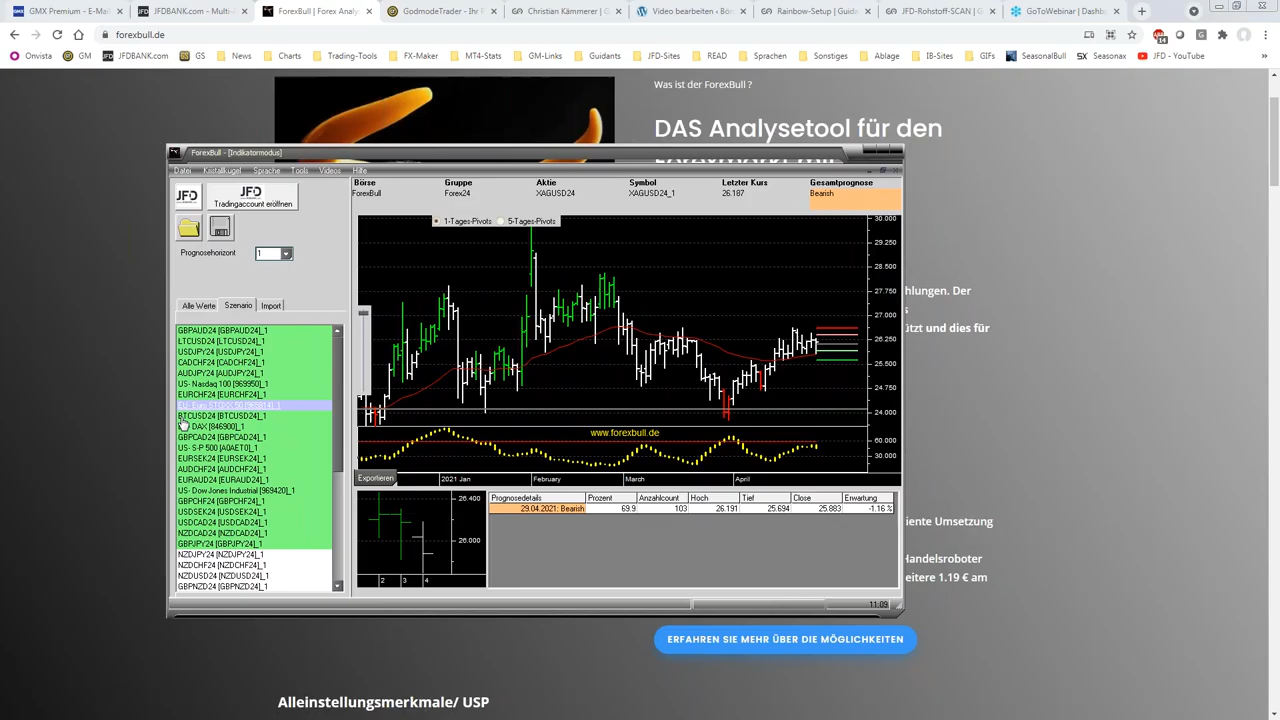 GMX Premium - E-Mai
JFDBANK.com - Multi-A
ForexBull | Forex Analy
GodmodeTrader - Ihr F
Christian Kämmerer | G
Video bearbeiten ‹ Bör
Rainbow-Setup | Guida
JFD-Rohstoff-SCAN | G
GoToWebinar | Dashb
forexbull.de
Onvista GM JFDBANK.com GS News Charts Trading-Tools FX-Maker MT4-Stats GM-Links Guidants JFD-Sites READ Sprachen Sonstiges Ablage IB-Sites GIFs SeasonalBull Seasonax JFD - YouTube
Was ist der ForexBull ?
DAS Analysetool für den
ForexBull - [Indikatormodus]
Datei Kristallkugel Sprache Tools Videos Hilfe
JFD
JFD
Tradingaccount eröffnen
Börse Gruppe Aktie Symbol Letzter Kurs Gesamtprognose
ForexBull Forex24 XAGUSD24 XAGUSD24_1 26.187 Bearish
Prognosehorizont 1
1-Tages-Pivots 5-Tages-Pivots
30.000
29.250
28.500
27.750
27.000
26.250
25.500
24.750
24.000
60.000
30.000
Alle Werte Szenario Import
GBPAUD24 [GBPAUD24]_1
LTCUSD24 [LTCUSD24]_1
USDJPY24 [USDJPY24]_1
CADCHF24 [CADCHF24]_1
AUDJPY24 [AUDJPY24]_1
US- Nasdaq 100 [969950]_1
EURCHF24 [EURCHF24]_1
BTCUSD24 [BTCUSD24]_1
DAX [846900]_1
GBPCAD24 [GBPCAD24]_1
US- S-P 500 [A0AET0]_1
EURSEK24 [EURSEK24]_1
AUDCHF24 [AUDCHF24]_1
EURAUD24 [EURAUD24]_1
US- Dow Jones Industrial [969420]_1
GBPCHF24 [GBPCHF24]_1
USDSEK24 [USDSEK24]_1
USDCAD24 [USDCAD24]_1
NZDCAD24 [NZDCAD24]_1
GBPJPY24 [GBPJPY24]_1
NZDJPY24 [NZDJPY24]_1
NZDCHF24 [NZDCHF24]_1
NZDUSD24 [NZDUSD24]_1
GBPNZD24 [GBPNZD24]_1
www.forexbull.de
Exportieren
2021 Jan February March April
26.400
26.000
2 3 4
Prognosedetails Prozent Anzahlcount Hoch Tief Close Erwartung
29.04.2021: Bearish 69.9 103 26.191 25.694 25.883 -1.16 %
11:09
hlungen. Der
s
ützt und dies für
iente Umsetzung
Handelsroboter
eitere 1.19 € am
ERFAHREN SIE MEHR ÜBER DIE MÖGLICHKEITEN
Alleinstellungsmerkmale/ USP